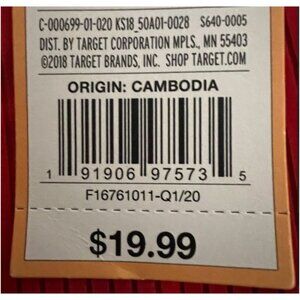 C-000699-01-020 KS18_50A01-0028 S640-0005
DIST. BY TARGET CORPORATION MPLS., MN 55403
©2018 TARGET BRANDS, INC. SHOP TARGET.COM
ORIGIN: CAMBODIA
1 91906 97573 5
F16761011-Q1/20
$19.99